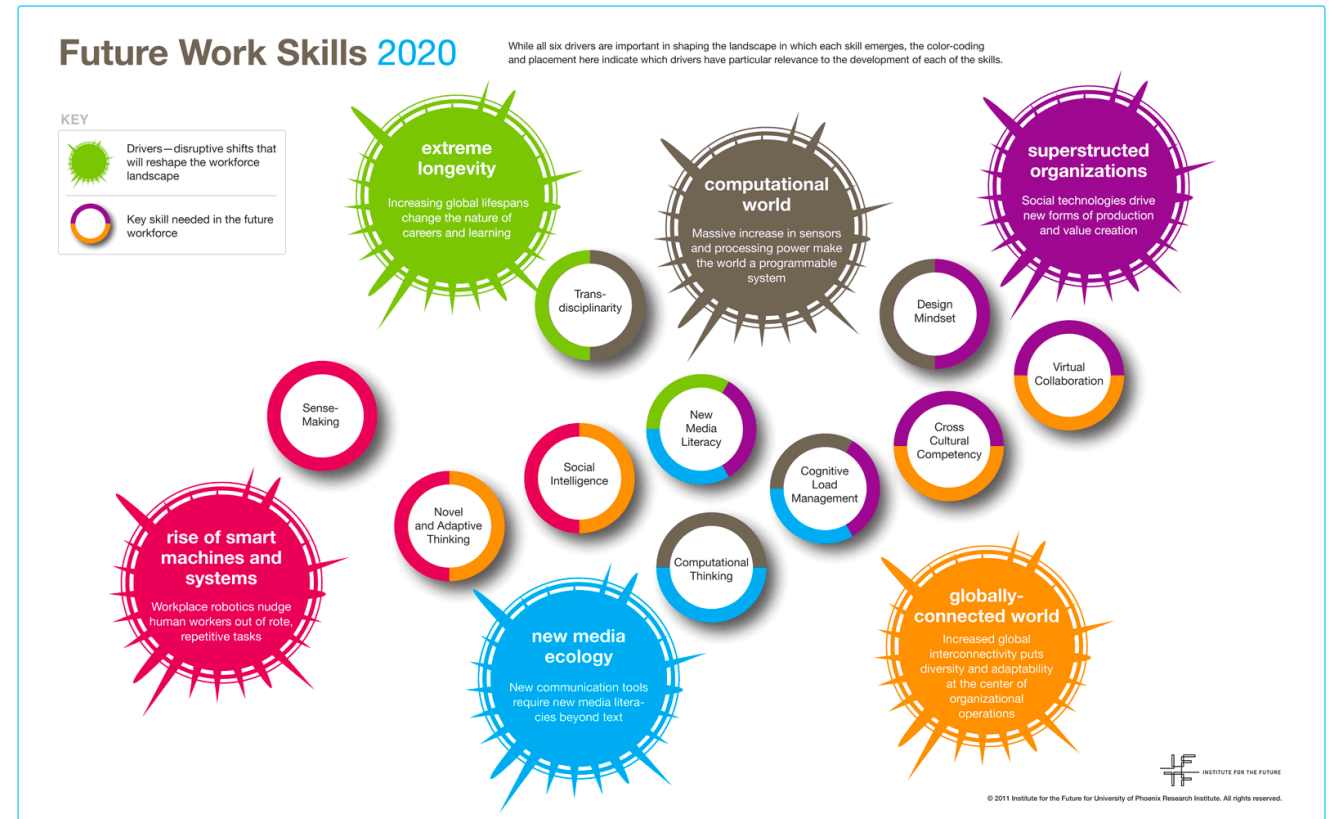 Future Work Skills 2020
While all six drivers are important in shaping the landscape in which each skill emerges, the color-coding
and placement here indicate which drivers have particular relevance to the development of each of the skills.
KEY
Drivers—disruptive shifts that
will reshape the workforce
landscape
Key skill needed in the future
workforce
extreme
longevity
Increasing global lifespans
change the nature of
careers and learning
computational
world
Massive increase in sensors
and processing power make
the world a programmable
system
superstructed
organizations
Social technologies drive
new forms of production
and value creation
Trans-
disciplinarity
Design
Mindset
Virtual
Collaboration
Sense-
Making
New
Media
Literacy
Cross
Cultural
Competency
Social
Intelligence
Cognitive
Load
Management
Novel
and Adaptive
Thinking
Computational
Thinking
rise of smart
machines and
systems
Workplace robotics nudge
human workers out of rote,
repetitive tasks
new media
ecology
New communication tools
require new media litera-
cies beyond text
globally-
connected world
Increased global
interconnectivity puts
diversity and adaptability
at the center of
organizational
operations
INSTITUTE FOR THE FUTURE
© 2011 Institute for the Future for University of Phoenix Research Institute. All rights reserved.